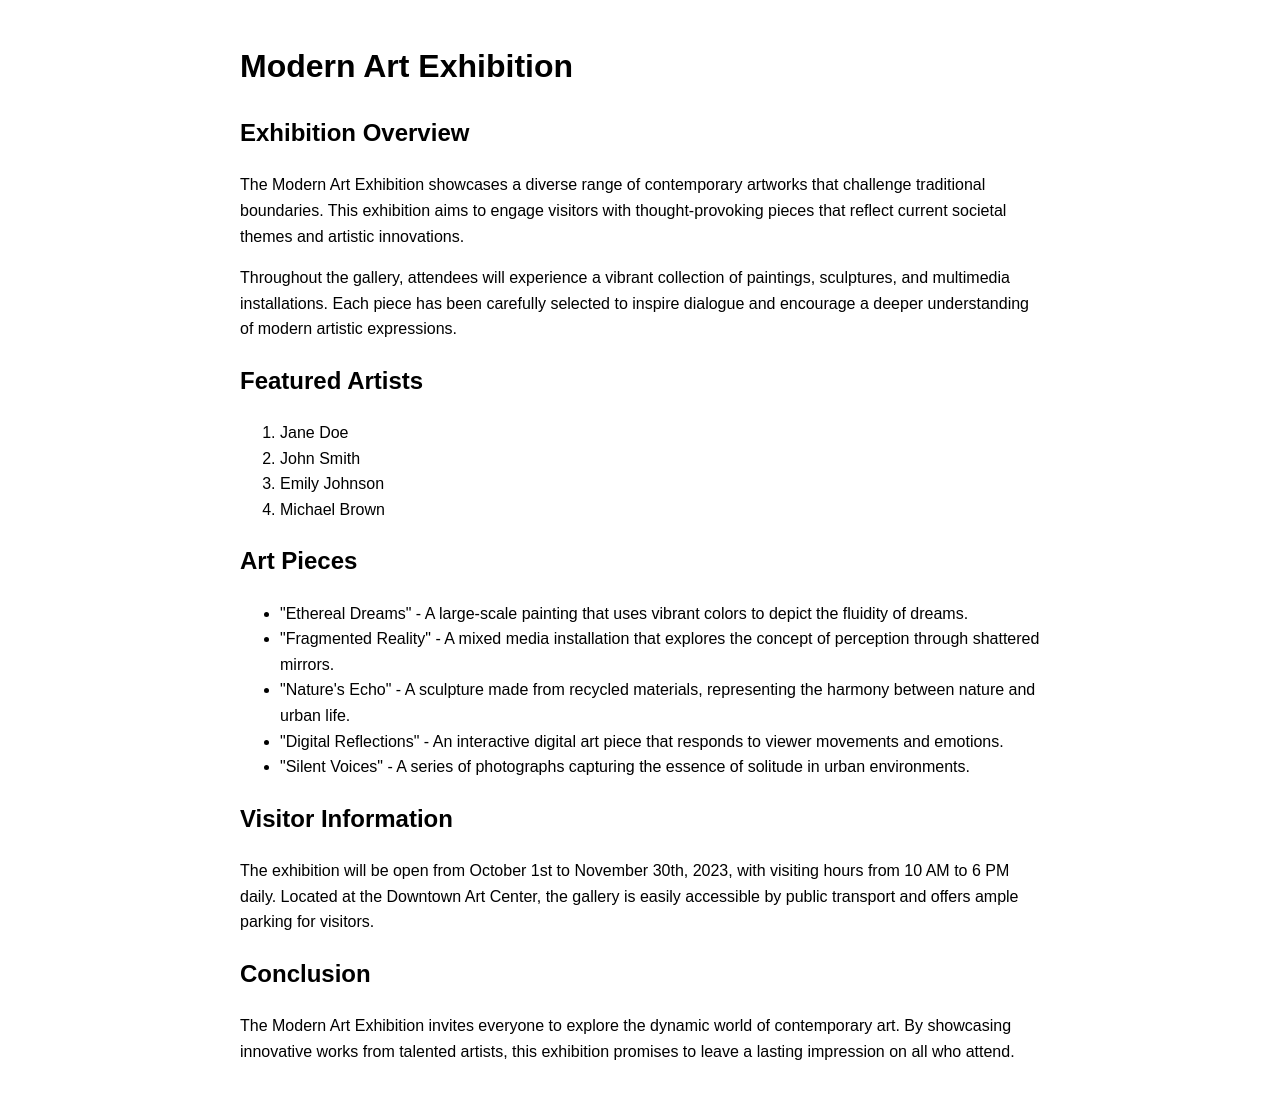 Modern Art Exhibition
Exhibition Overview
The Modern Art Exhibition showcases a diverse range of contemporary artworks that challenge traditional
boundaries. This exhibition aims to engage visitors with thought-provoking pieces that reflect current societal
themes and artistic innovations.
Throughout the gallery, attendees will experience a vibrant collection of paintings, sculptures, and multimedia
installations. Each piece has been carefully selected to inspire dialogue and encourage a deeper understanding
of modern artistic expressions.
Featured Artists
1. Jane Doe
2. John Smith
3. Emily Johnson
4. Michael Brown
Art Pieces
• "Ethereal Dreams" - A large-scale painting that uses vibrant colors to depict the fluidity of dreams.
• "Fragmented Reality" - A mixed media installation that explores the concept of perception through shattered
mirrors.
• "Nature's Echo" - A sculpture made from recycled materials, representing the harmony between nature and
urban life.
• "Digital Reflections" - An interactive digital art piece that responds to viewer movements and emotions.
• "Silent Voices" - A series of photographs capturing the essence of solitude in urban environments.
Visitor Information
The exhibition will be open from October 1st to November 30th, 2023, with visiting hours from 10 AM to 6 PM
daily. Located at the Downtown Art Center, the gallery is easily accessible by public transport and offers ample
parking for visitors.
Conclusion
The Modern Art Exhibition invites everyone to explore the dynamic world of contemporary art. By showcasing
innovative works from talented artists, this exhibition promises to leave a lasting impression on all who attend.